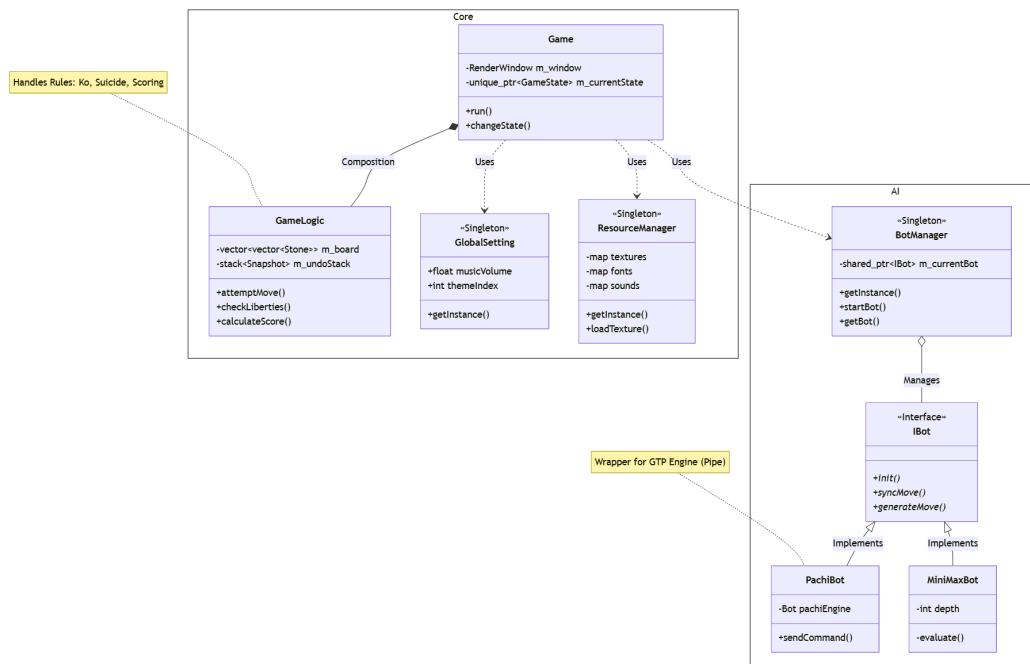 Core
Game
-RenderWindow m_window
-unique_ptr<GameState> m_currentState
+run()
+changeState()
Handles Rules: Ko, Suicide, Scoring
Composition
Uses
Uses
Uses
GameLogic
-vector<vector<Stone>> m_board
-stack<Snapshot> m_undoStack
+attemptMove()
+checkLiberties()
+calculateScore()
«Singleton»
GlobalSetting
+float musicVolume
+int themeIndex
+getInstance()
«Singleton»
ResourceManager
-map textures
-map fonts
-map sounds
+getInstance()
+loadTexture()
AI
«Singleton»
BotManager
-shared_ptr<IBot> m_currentBot
+getInstance()
+startBot()
+getBot()
Manages
«Interface»
IBot
+init()
+syncMove()
+generateMove()
Wrapper for GTP Engine (Pipe)
Implements
Implements
PachiBot
-Bot pachiEngine
+sendCommand()
MiniMaxBot
-int depth
-evaluate()